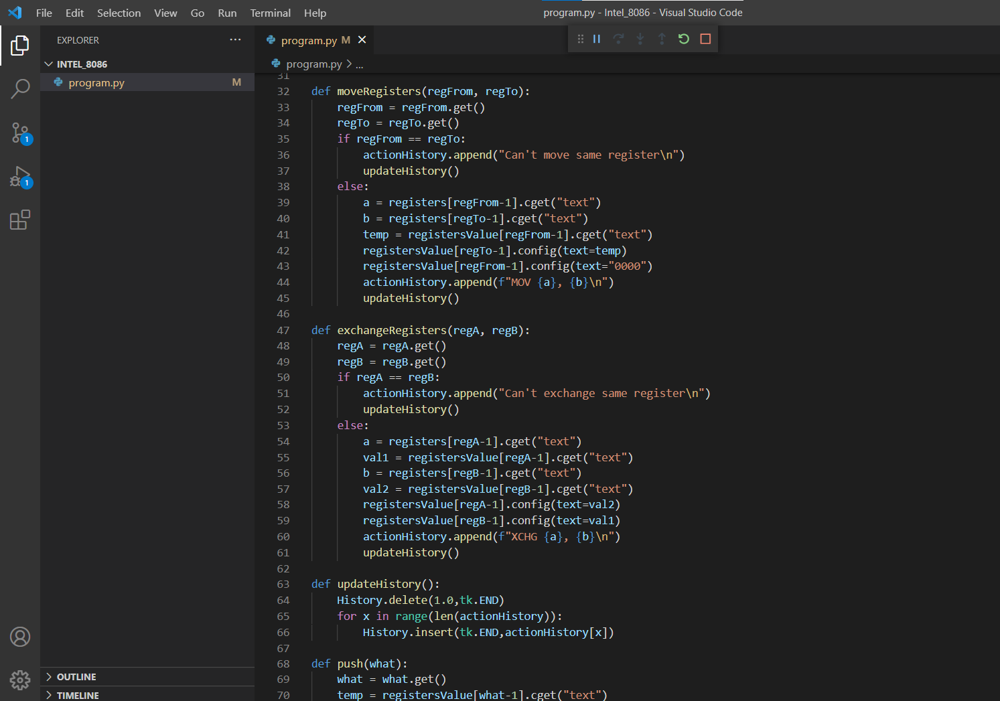 File Edit Selection View Go Run Terminal Help program.py - Intel_8086 - Visual Studio Code
EXPLORER ···
INTEL_8086
program.py M
1
1
OUTLINE
TIMELINE
program.py M
program.py > ...
31
32 def moveRegisters(regFrom, regTo):
33 regFrom = regFrom.get()
34 regTo = regTo.get()
35 if regFrom == regTo:
36 actionHistory.append("Can't move same register\n")
37 updateHistory()
38 else:
39 a = registers[regFrom-1].cget("text")
40 b = registers[regTo-1].cget("text")
41 temp = registersValue[regFrom-1].cget("text")
42 registersValue[regTo-1].config(text=temp)
43 registersValue[regFrom-1].config(text="0000")
44 actionHistory.append(f"MOV {a}, {b}\n")
45 updateHistory()
46
47 def exchangeRegisters(regA, regB):
48 regA = regA.get()
49 regB = regB.get()
50 if regA == regB:
51 actionHistory.append("Can't exchange same register\n")
52 updateHistory()
53 else:
54 a = registers[regA-1].cget("text")
55 val1 = registersValue[regA-1].cget("text")
56 b = registers[regB-1].cget("text")
57 val2 = registersValue[regB-1].cget("text")
58 registersValue[regA-1].config(text=val2)
59 registersValue[regB-1].config(text=val1)
60 actionHistory.append(f"XCHG {a}, {b}\n")
61 updateHistory()
62
63 def updateHistory():
64 History.delete(1.0,tk.END)
65 for x in range(len(actionHistory)):
66 History.insert(tk.END,actionHistory[x])
67
68 def push(what):
69 what = what.get()
70 temp = registersValue[what-1].cget("text")